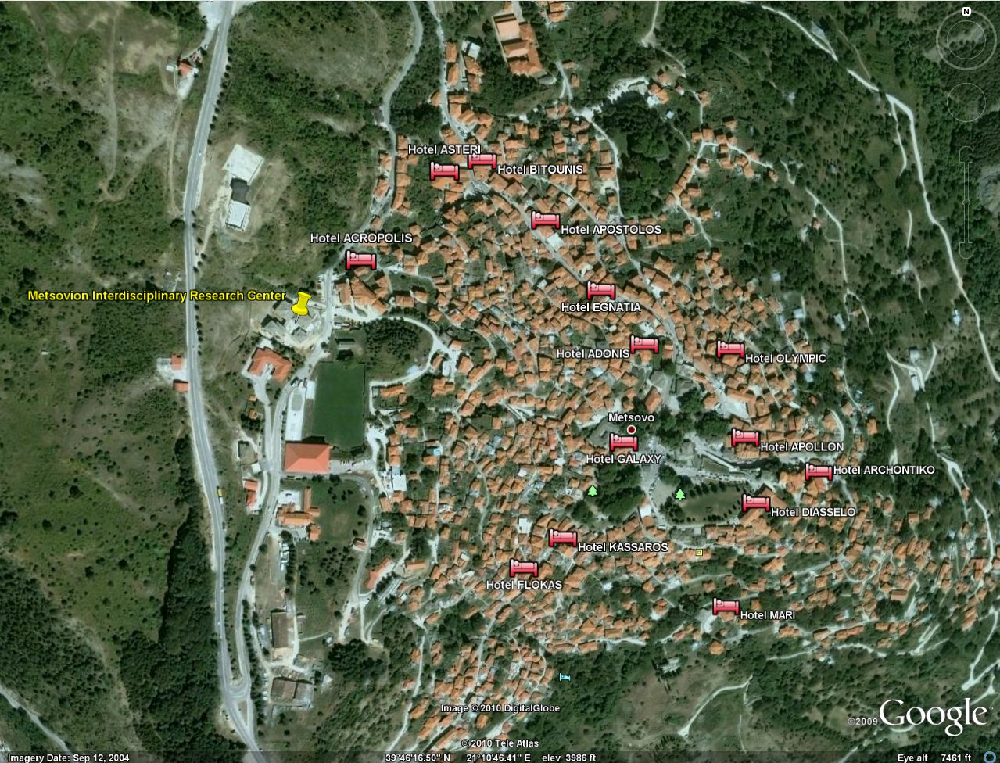 N
Hotel ASTERI
Hotel BITOUNIS
Hotel APOSTOLOS
Hotel ACROPOLIS
Metsovion Interdisciplinary Research Center
Hotel EGNATIA
Hotel ADONIS
Hotel OLYMPIC
Metsovo
Hotel APOLLON
Hotel GALAXY
Hotel ARCHONTIKO
Hotel DIASSELO
Hotel KASSAROS
Hotel FLOKAS
Hotel MARI
Image © 2010 DigitalGlobe
©2009 Google™
© 2010 Tele Atlas
Imagery Date: Sep 12, 2004 39°46'16.50" N 21°10'46.41" E elev 3986 ft Eye alt 7461 ft